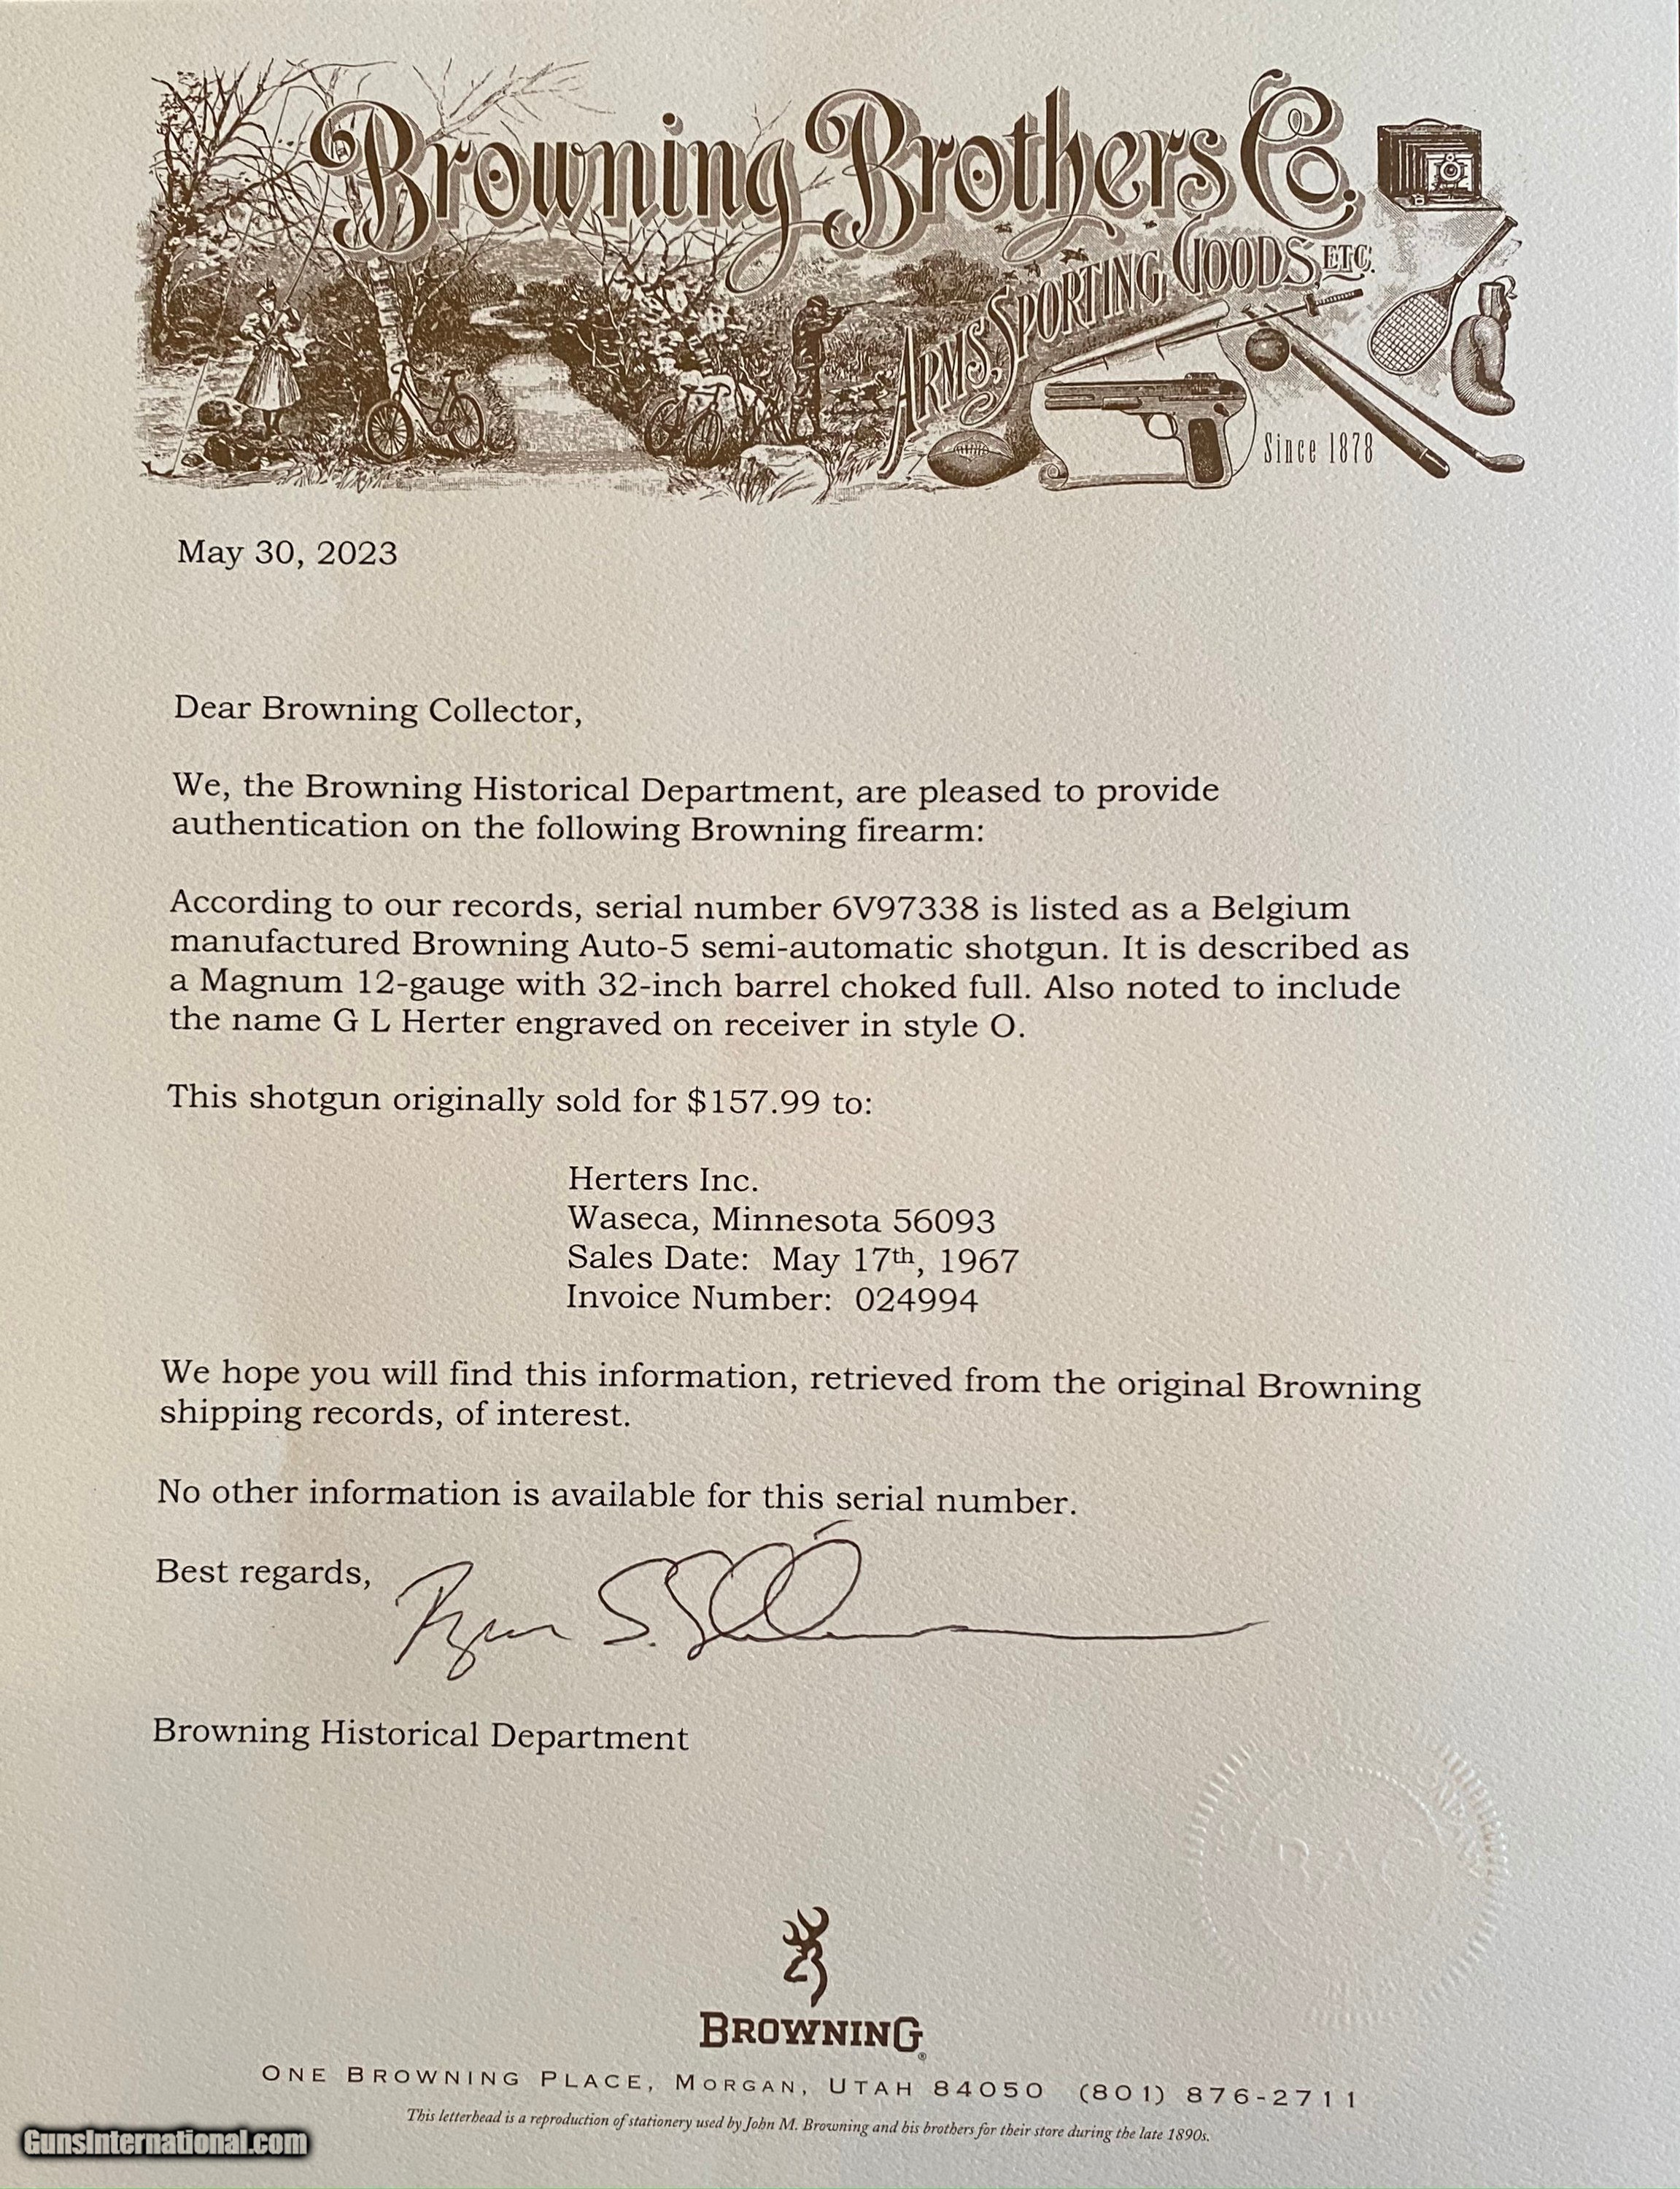 Browning Brothers Co.
ARMS, SPORTING GOODS, ETC.
Since 1878
May 30, 2023
Dear Browning Collector,
We, the Browning Historical Department, are pleased to provide
authentication on the following Browning firearm:
According to our records, serial number 6V97338 is listed as a Belgium
manufactured Browning Auto-5 semi-automatic shotgun. It is described as
a Magnum 12-gauge with 32-inch barrel choked full. Also noted to include
the name G L Herter engraved on receiver in style O.
This shotgun originally sold for $157.99 to:
Herters Inc.
Waseca, Minnesota 56093
Sales Date: May 17th, 1967
Invoice Number: 024994
We hope you will find this information, retrieved from the original Browning
shipping records, of interest.
No other information is available for this serial number.
Best regards,
Browning Historical Department
BROWNING®
ONE BROWNING PLACE, MORGAN, UTAH 84050 (801) 876-2711
This letterhead is a reproduction of stationery used by John M. Browning and his brothers for their store during the late 1890s.
GunsInternational.com